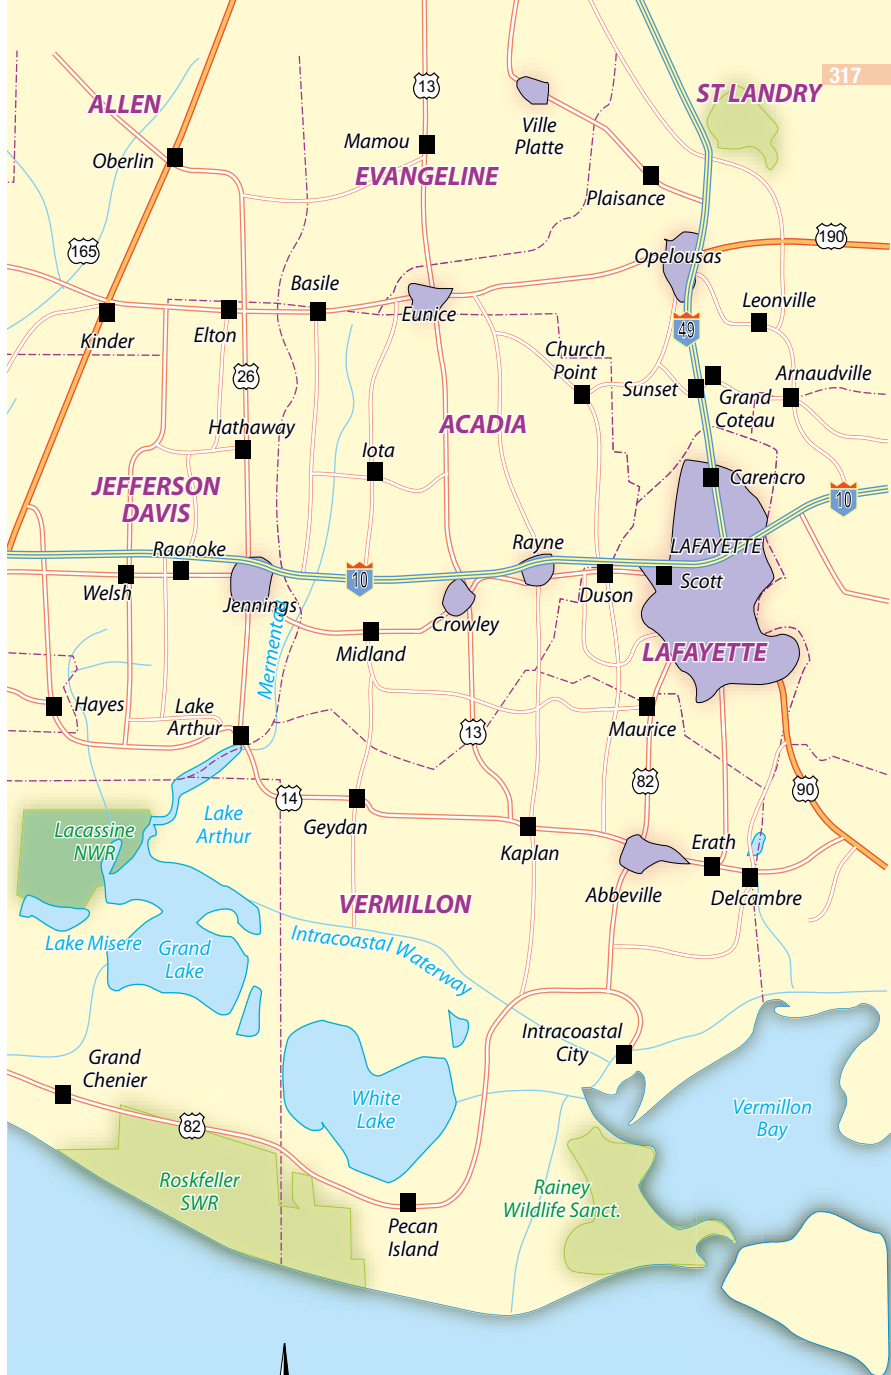 317
ST LANDRY
ALLEN
13
Ville
Platte
Mamou
Oberlin
EVANGELINE
Plaisance
165
190
Opelousas
Basile
Leonville
Eunice
49
Kinder
Elton
Church
Point
26
Sunset
Arnaudville
Grand
Coteau
Hathaway
ACADIA
Iota
Carencro
JEFFERSON
DAVIS
10
Raonoke
Rayne
LAFAYETTE
10
Scott
Welsh
Duson
Jennings
Crowley
Mermentau
Midland
LAFAYETTE
Hayes
Lake
Arthur
Maurice
13
82
14
90
Lake
Arthur
Geydan
Lacassine
NWR
Kaplan
Erath
Abbeville
Delcambre
VERMILLON
Lake Misere
Grand
Lake
Intracoastal Waterway
Intracoastal
City
Grand
Chenier
White
Lake
Vermillon
Bay
82
Roskfeller
SWR
Rainey
Wildlife Sanct.
Pecan
Island